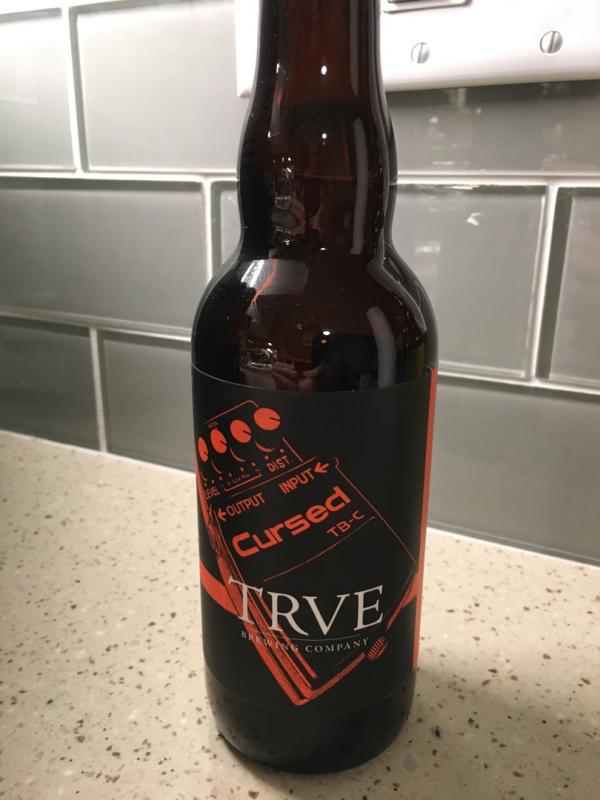 LEVEL
DIST.
←OUTPUT INPUT←
Cursed
TB-C
TRVE
BREWING COMPANY